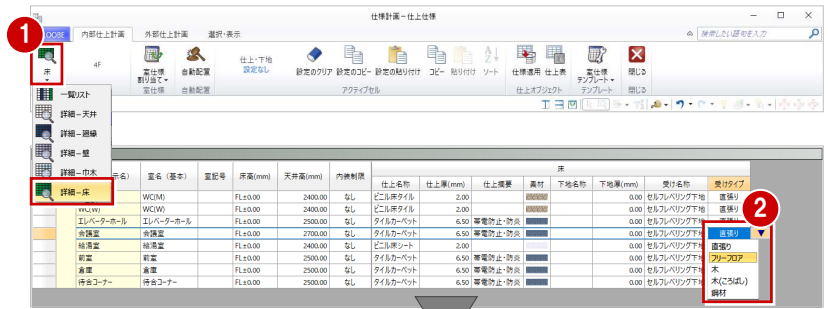 仕様計画－仕上仕様
1
内部仕上計画 外部仕上計画 選択・表示 検索したい語句を入力
床 4F 室仕様割り当て 自動配置 仕上・下地 設定なし 設定のクリア 設定のコピー 設定の貼り付け コピー 貼り付け ソート 仕様適用 仕上表 室仕様テンプレート 閉じる
室仕様 自動配置 アクティブセル 仕上オブジェクト テンプレート 閉じる
一覧リスト
詳細－天井
詳細－廻縁
詳細－壁
詳細－巾木
詳細－床
床
示名) 室名（基本） 室記号 床高(mm) 天井高(mm) 内装制限 仕上名称 仕上厚(mm) 仕上摘要 異材 下地名称 下地厚(mm) 受け名称 受けタイプ
WC(M) FL±0.00 2400.00 なし ビニル床タイル 2.00 0.00 セルフレベリング下地 直張り
WC(W) WC(W) FL±0.00 2400.00 なし ビニル床タイル 2.00 0.00 セルフレベリング下地 直張り
エレベーターホール エレベーターホール FL±0.00 2500.00 なし タイルカーペット 6.50 帯電防止・防炎 0.00 セルフレベリング下地
会議室 会議室 FL±0.00 2700.00 なし タイルカーペット 6.50 帯電防止・防炎 0.00 セルフレベリング下地 直張り
給湯室 給湯室 FL±0.00 2500.00 なし ビニル床シート 2.00 0.00 セルフレベリング下地
前室 前室 FL±0.00 2500.00 なし タイルカーペット 6.50 帯電防止・防炎 0.00 セルフレベリング下地
倉庫 倉庫 FL±0.00 2500.00 なし タイルカーペット 6.50 帯電防止・防炎 0.00 セルフレベリング下地
待合コーナー 待合コーナー FL±0.00 2500.00 なし タイルカーペット 6.50 帯電防止・防炎 0.00 セルフレベリング下地
2
直張り
フリーフロア
木
木(ころばし)
鋼材